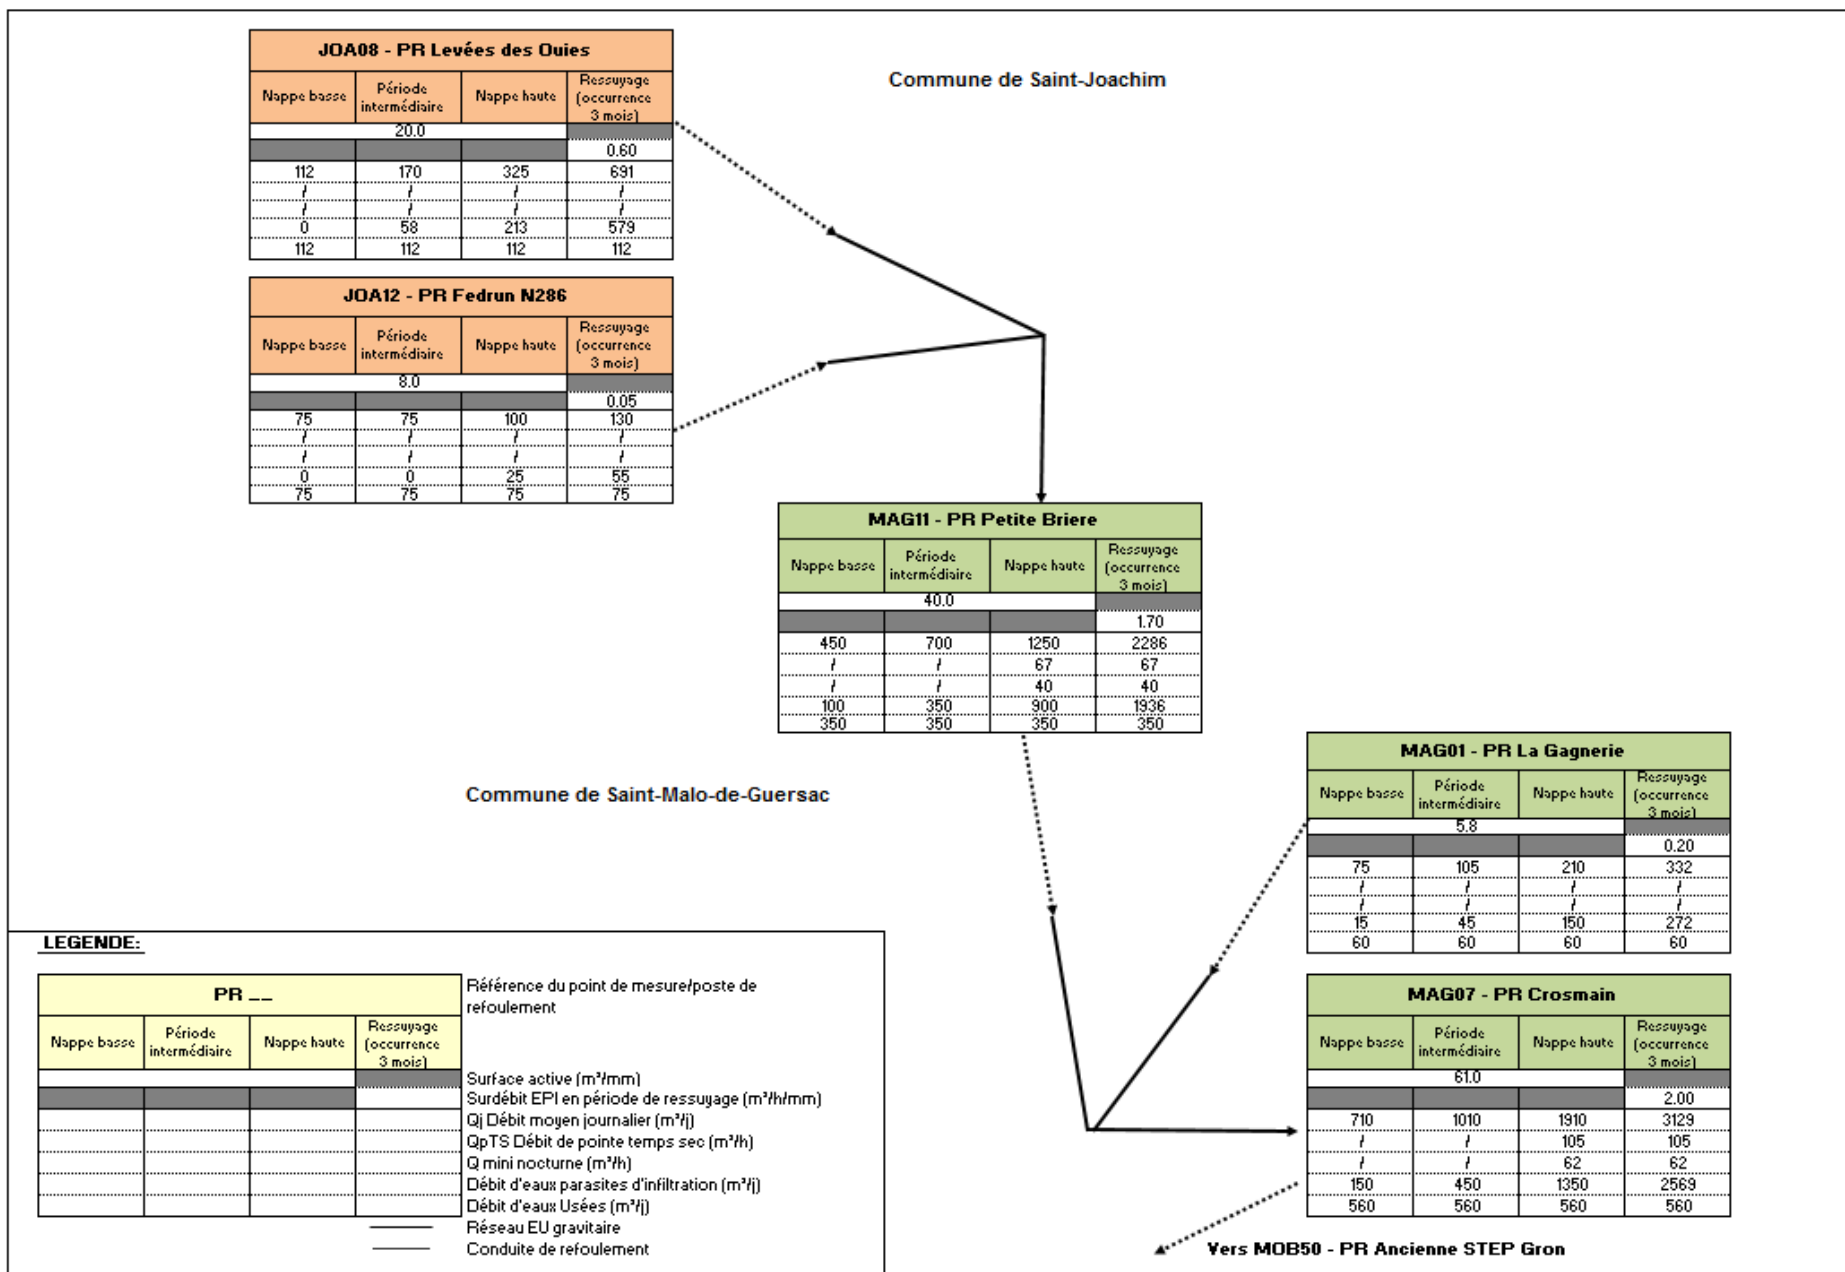 Commune de Saint-Joachim
JOA08 - PR Levées des Ouies
Nappe basse Période intermédiaire Nappe haute Ressuyage (occurrence 3 mois)
20.0
0.60
112 170 325 691
/ / / /
/ / / /
0 58 213 579
112 112 112 112
JOA12 - PR Fedrun N286
Nappe basse Période intermédiaire Nappe haute Ressuyage (occurrence 3 mois)
8.0
0.05
75 75 100 130
/ / / /
/ / / /
0 0 25 55
75 75 75 75
MAG11 - PR Petite Briere
Nappe basse Période intermédiaire Nappe haute Ressuyage (occurrence 3 mois)
40.0
1.70
450 700 1250 2286
/ / 67 67
/ / 40 40
100 350 900 1936
350 350 350 350
Commune de Saint-Malo-de-Guersac
MAG01 - PR La Gagnerie
Nappe basse Période intermédiaire Nappe haute Ressuyage (occurrence 3 mois)
5.8
0.20
75 105 210 332
/ / / /
/ / / /
15 45 150 272
60 60 60 60
MAG07 - PR Crosmain
Nappe basse Période intermédiaire Nappe haute Ressuyage (occurrence 3 mois)
61.0
2.00
710 1010 1910 3129
/ / 105 105
/ / 62 62
150 450 1350 2569
560 560 560 560
Vers MOB50 - PR Ancienne STEP Gron
LEGENDE:
PR __
Nappe basse Période intermédiaire Nappe haute Ressuyage (occurrence 3 mois)
Référence du point de mesure/poste de
refoulement
Surface active (m³/mm)
Surdébit EPI en période de ressuyage (m³/h/mm)
Qj Débit moyen journalier (m³/j)
QpTS Débit de pointe temps sec (m³/h)
Q mini nocturne (m³/h)
Débit d'eaux parasites d'infiltration (m³/j)
Débit d'eaux Usées (m³/j)
Réseau EU gravitaire
Conduite de refoulement